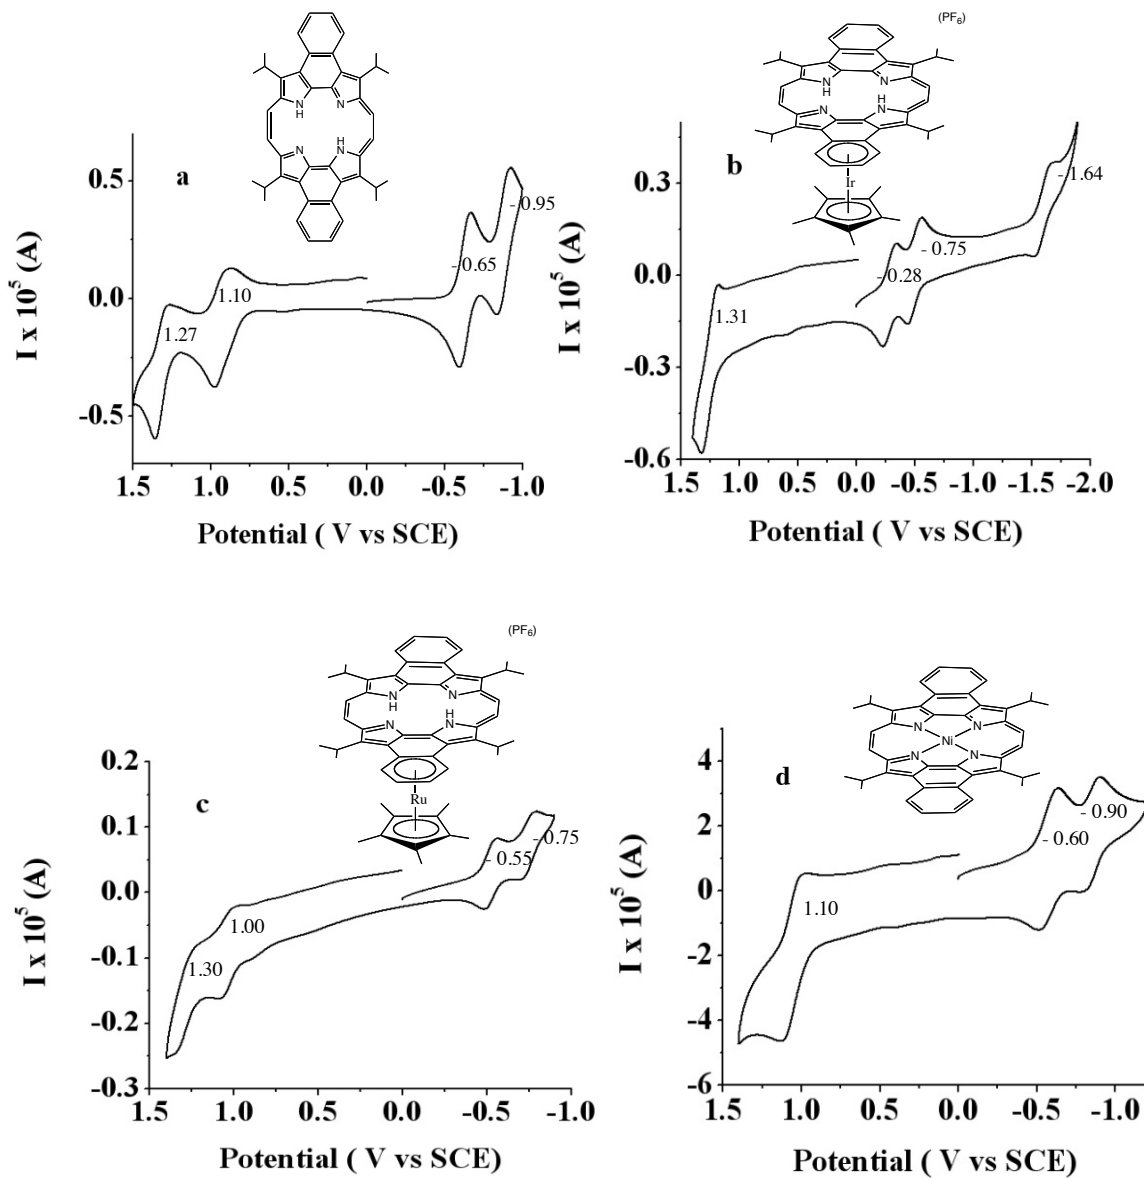 a
N
H
N
N
H
N
0.5
0.0
-0.5
I x 10⁵ (A)
1.27
1.10
- 0.65
- 0.95
1.5 1.0 0.5 0.0 -0.5 -1.0
Potential ( V vs SCE)
(PF₆)
b
N
H
N
N
H
N
Ir
0.3
0.0
-0.3
-0.6
I x 10⁵ (A)
1.31
- 0.28
- 0.75
- 1.64
1.5 1.0 0.5 0.0 -0.5 -1.0 -1.5 -2.0
Potential ( V vs SCE)
(PF₆)
c
N
H
N
N
H
N
Ru
0.2
0.1
0.0
-0.1
-0.2
-0.3
I x 10⁵ (A)
1.30
1.00
- 0.55
- 0.75
1.5 1.0 0.5 0.0 -0.5 -1.0
Potential ( V vs SCE)
d
N N
Ni
N N
4
2
0
-2
-4
-6
I x 10⁵ (A)
1.10
- 0.60
- 0.90
1.5 1.0 0.5 0.0 -0.5 -1.0
Potential ( V vs SCE)